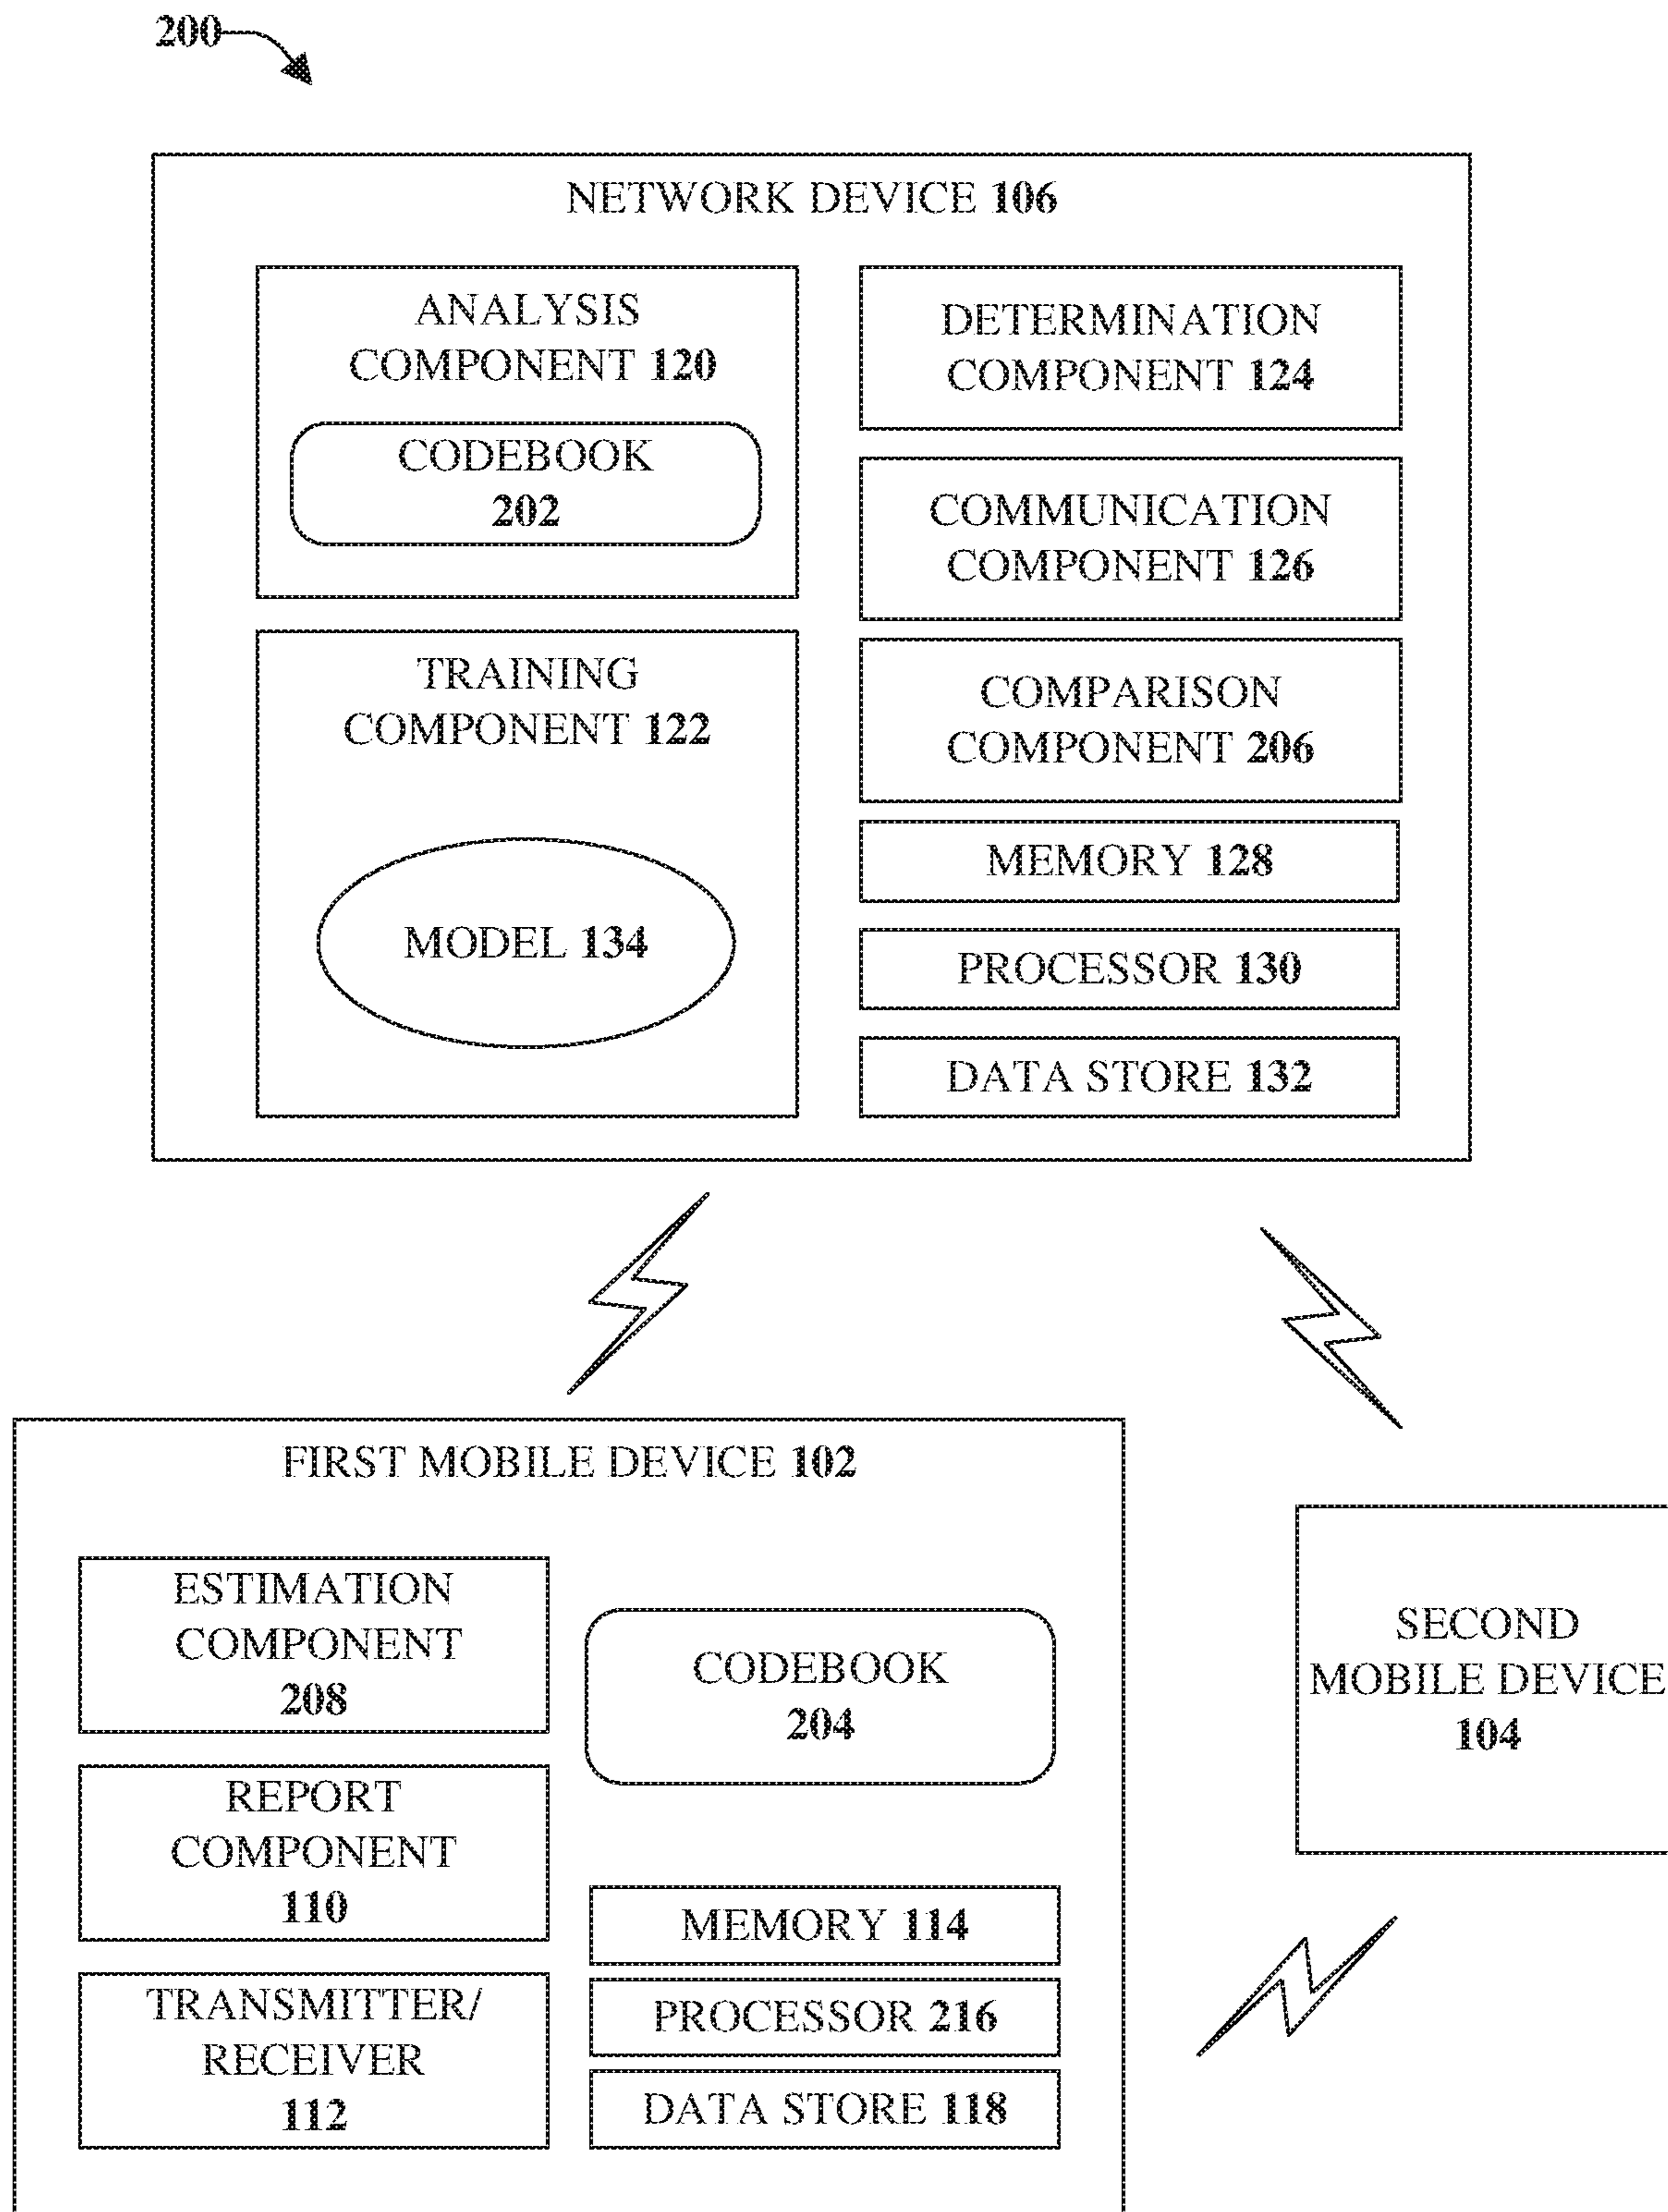 200
NETWORK DEVICE 106
ANALYSIS
COMPONENT 120
CODEBOOK
202
TRAINING
COMPONENT 122
MODEL 134
DETERMINATION
COMPONENT 124
COMMUNICATION
COMPONENT 126
COMPARISON
COMPONENT 206
MEMORY 128
PROCESSOR 130
DATA STORE 132
FIRST MOBILE DEVICE 102
ESTIMATION
COMPONENT
208
REPORT
COMPONENT
110
TRANSMITTER/
RECEIVER
112
CODEBOOK
204
MEMORY 114
PROCESSOR 216
DATA STORE 118
SECOND
MOBILE DEVICE
104